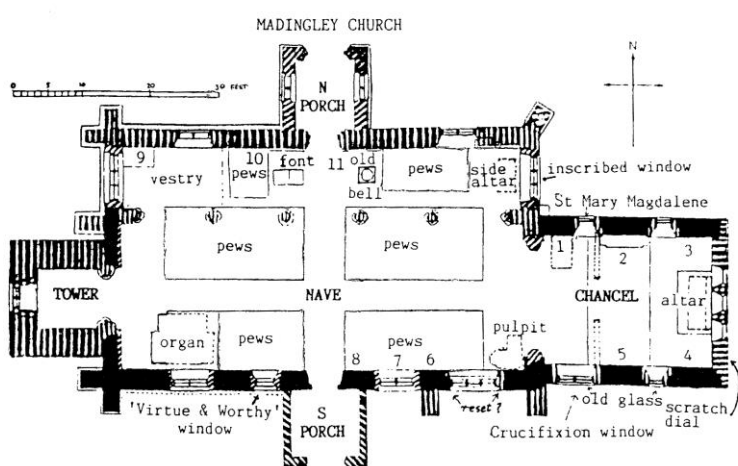 MADINGLEY CHURCH
0 5 10 20 30 FEET
N
N
PORCH
9
vestry
10
pews
font
11
old
bell
pews
side
altar
inscribed window
St Mary Magdalene
pews
pews
1
2
3
TOWER
NAVE
CHANCEL
altar
organ
pews
pews
pulpit
8
7
6
5
4
'Virtue & Worthy'
window
S
PORCH
reset?
old glass
scratch
dial
Crucifixion window